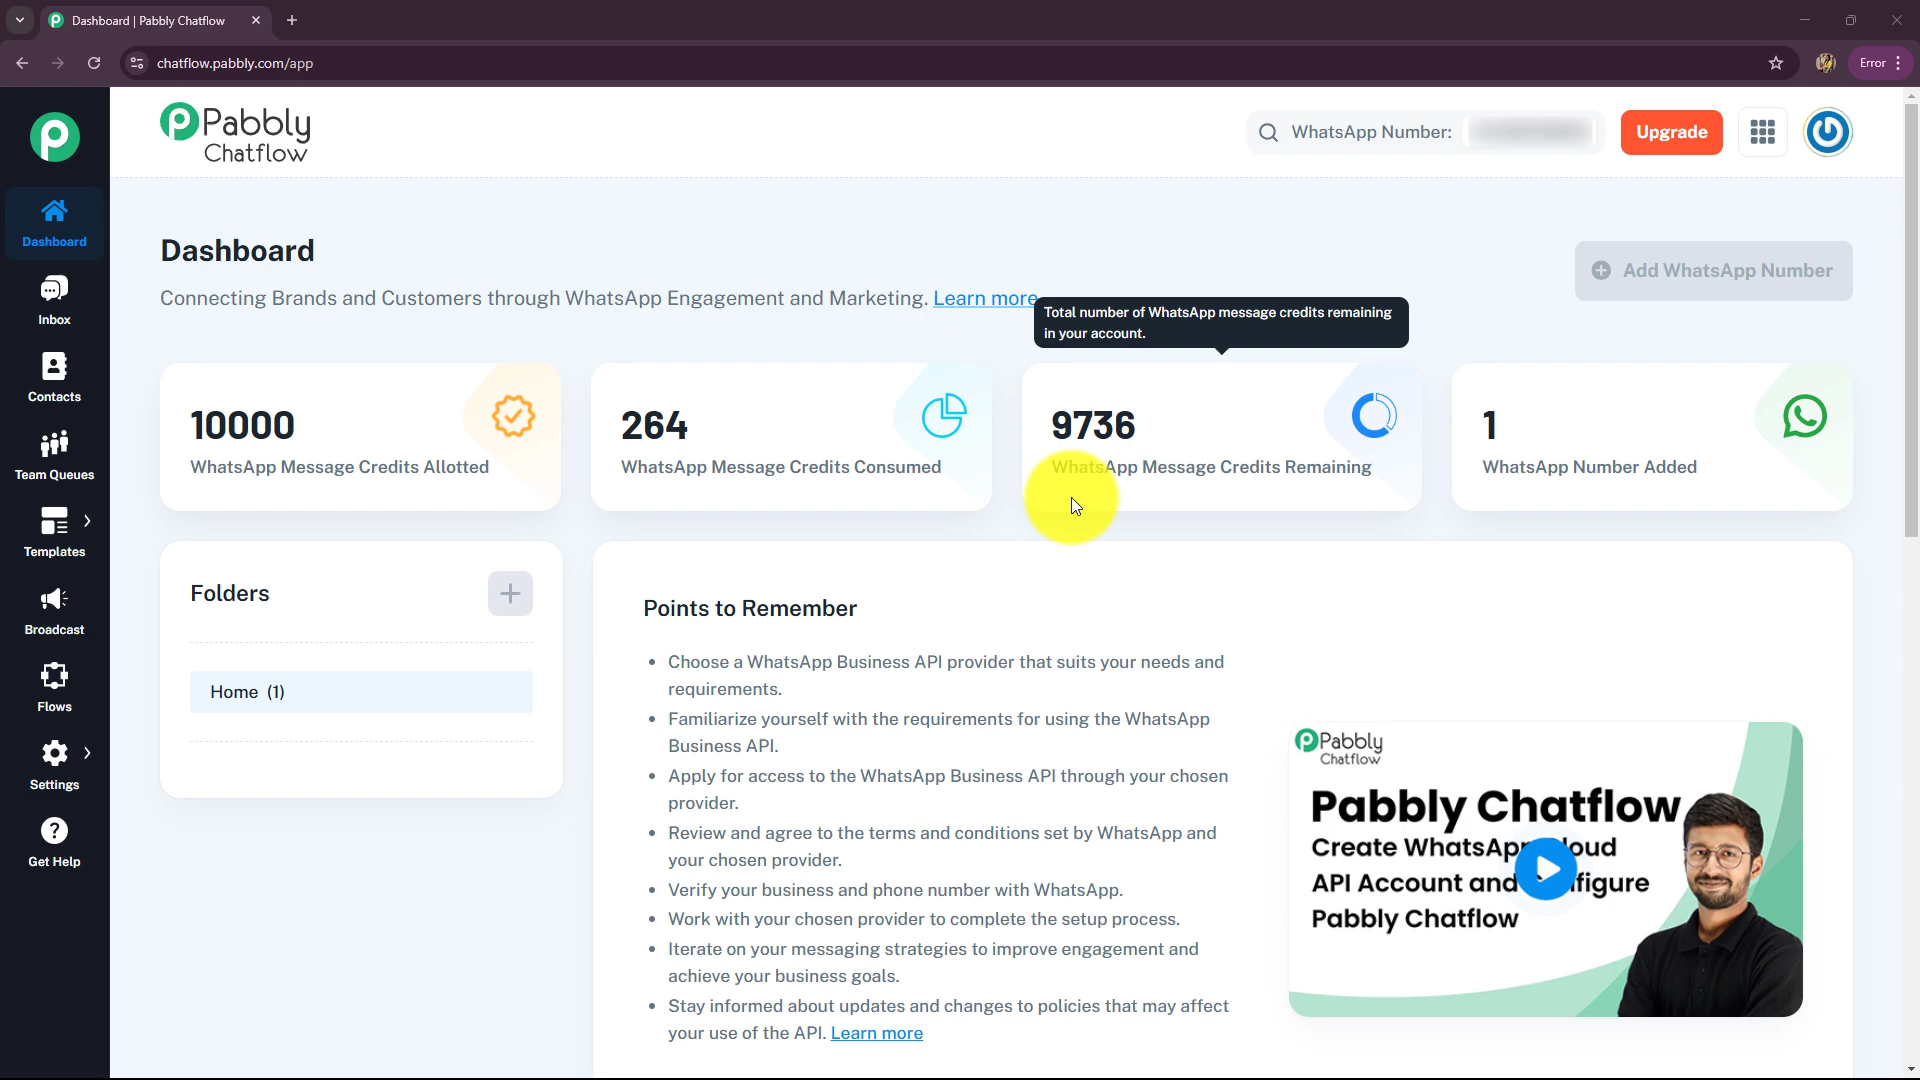 Dashboard | Pabbly Chatflow
chatflow.pabbly.com/app
Error
Pabbly
Chatflow
WhatsApp Number:
Upgrade
Dashboard
Inbox
Contacts
Team Queues
Templates
Broadcast
Flows
Settings
Get Help
Dashboard
Connecting Brands and Customers through WhatsApp Engagement and Marketing. Learn more
Add WhatsApp Number
Total number of WhatsApp message credits remaining
in your account.
10000
WhatsApp Message Credits Allotted
264
WhatsApp Message Credits Consumed
9736
WhatsApp Message Credits Remaining
1
WhatsApp Number Added
Folders
Home (1)
Points to Remember
• Choose a WhatsApp Business API provider that suits your needs and
requirements.
• Familiarize yourself with the requirements for using the WhatsApp
Business API.
• Apply for access to the WhatsApp Business API through your chosen
provider.
• Review and agree to the terms and conditions set by WhatsApp and
your chosen provider.
• Verify your business and phone number with WhatsApp.
• Work with your chosen provider to complete the setup process.
• Iterate on your messaging strategies to improve engagement and
achieve your business goals.
• Stay informed about updates and changes to policies that may affect
your use of the API. Learn more
Pabbly
Chatflow
Pabbly Chatflow
Create WhatsApp Cloud
API Account and Configure
Pabbly Chatflow